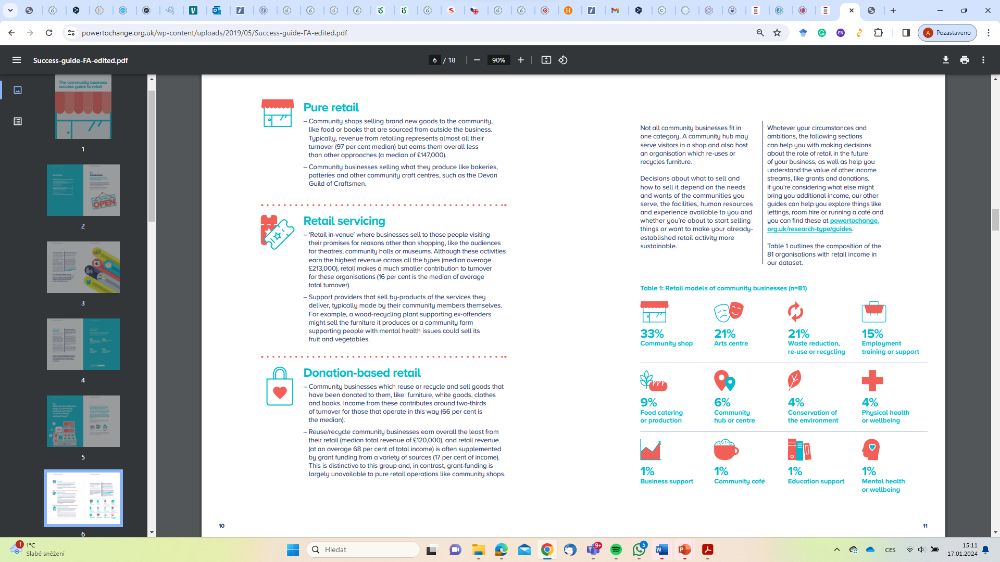 powertochange.org.uk/wp-content/uploads/2019/05/Success-guide-FA-edited.pdf
EN
A
Pozastaveno
Success-guide-FA-edited.pdf
6 / 18
90%
The community business
success guide to retail
1
OPEN
2
3
4
5
6
Pure retail
– Community shops selling brand new goods to the community,
like food or books that are sourced from outside the business.
Typically, revenue from retailing represents almost all their
turnover (97 per cent median) but earns them overall less
than other approaches (a median of £147,000).
– Community businesses selling what they produce like bakeries,
potteries and other community craft centres, such as the Devon
Guild of Craftsmen.
Retail servicing
– ‘Retail in-venue’ where businesses sell to those people visiting
their promises for reasons other than shopping, like the audiences
for theatres, community halls or museums. Although these activities
earn the highest revenue across all the types (median average
£213,000), retail makes a much smaller contribution to turnover
for these organisations (16 per cent is the median of average
total turnover).
– Support providers that sell by-products of the services they
deliver, typically made by their community members themselves.
For example, a wood-recycling plant supporting ex-offenders
might sell the furniture it produces or a community farm
supporting people with mental health issues could sell its
fruit and vegetables.
Donation-based retail
– Community businesses which reuse or recycle and sell goods that
have been donated to them, like furniture, white goods, clothes
and books. Income from these contributes around two-thirds
of turnover for those that operate in this way (66 per cent is
the median).
– Reuse/recycle community businesses earn overall the least from
their retail (median total revenue of £120,000), and retail revenue
(at an average 68 per cent of total income) is often supplemented
by grant funding from a variety of sources (17 per cent of income).
This is distinctive to this group and, in contrast, grant-funding is
largely unavailable to pure retail operations like community shops.
10
Not all community businesses fit in
one category. A community hub may
serve visitors in a shop and also host
an organisation which re-uses or
recycles furniture.
Decisions about what to sell and
how to sell it depend on the needs
and wants of the communities you
serve, the facilities, human resources
and experience available to you and
whether you’re about to start selling
things or want to make your already-
established retail activity more
sustainable.
Whatever your circumstances and
ambitions, the following sections
can help you with making decisions
about the role of retail in the future
of your business, as well as help you
understand the value of other income
streams, like grants and donations.
If you’re considering what else might
bring you additional income, our other
guides can help you explore things like
lettings, room hire or running a café and
you can find these at powertochange.
org.uk/research-type/guides.
Table 1 outlines the composition of the
81 organisations with retail income in
our dataset.
Table 1: Retail models of community businesses (n=81)
33%
Community shop
21%
Arts centre
21%
Waste reduction,
re-use or recycling
15%
Employment
training or support
9%
Food catering
or production
6%
Community
hub or centre
4%
Conservation of
the environment
4%
Physical health
or wellbeing
1%
Business support
1%
Community café
1%
Education support
1%
Mental health
or wellbeing
11
1
1°C
Slabé sněžení
Hledat
9+
5
CES
15:11
17.01.2024